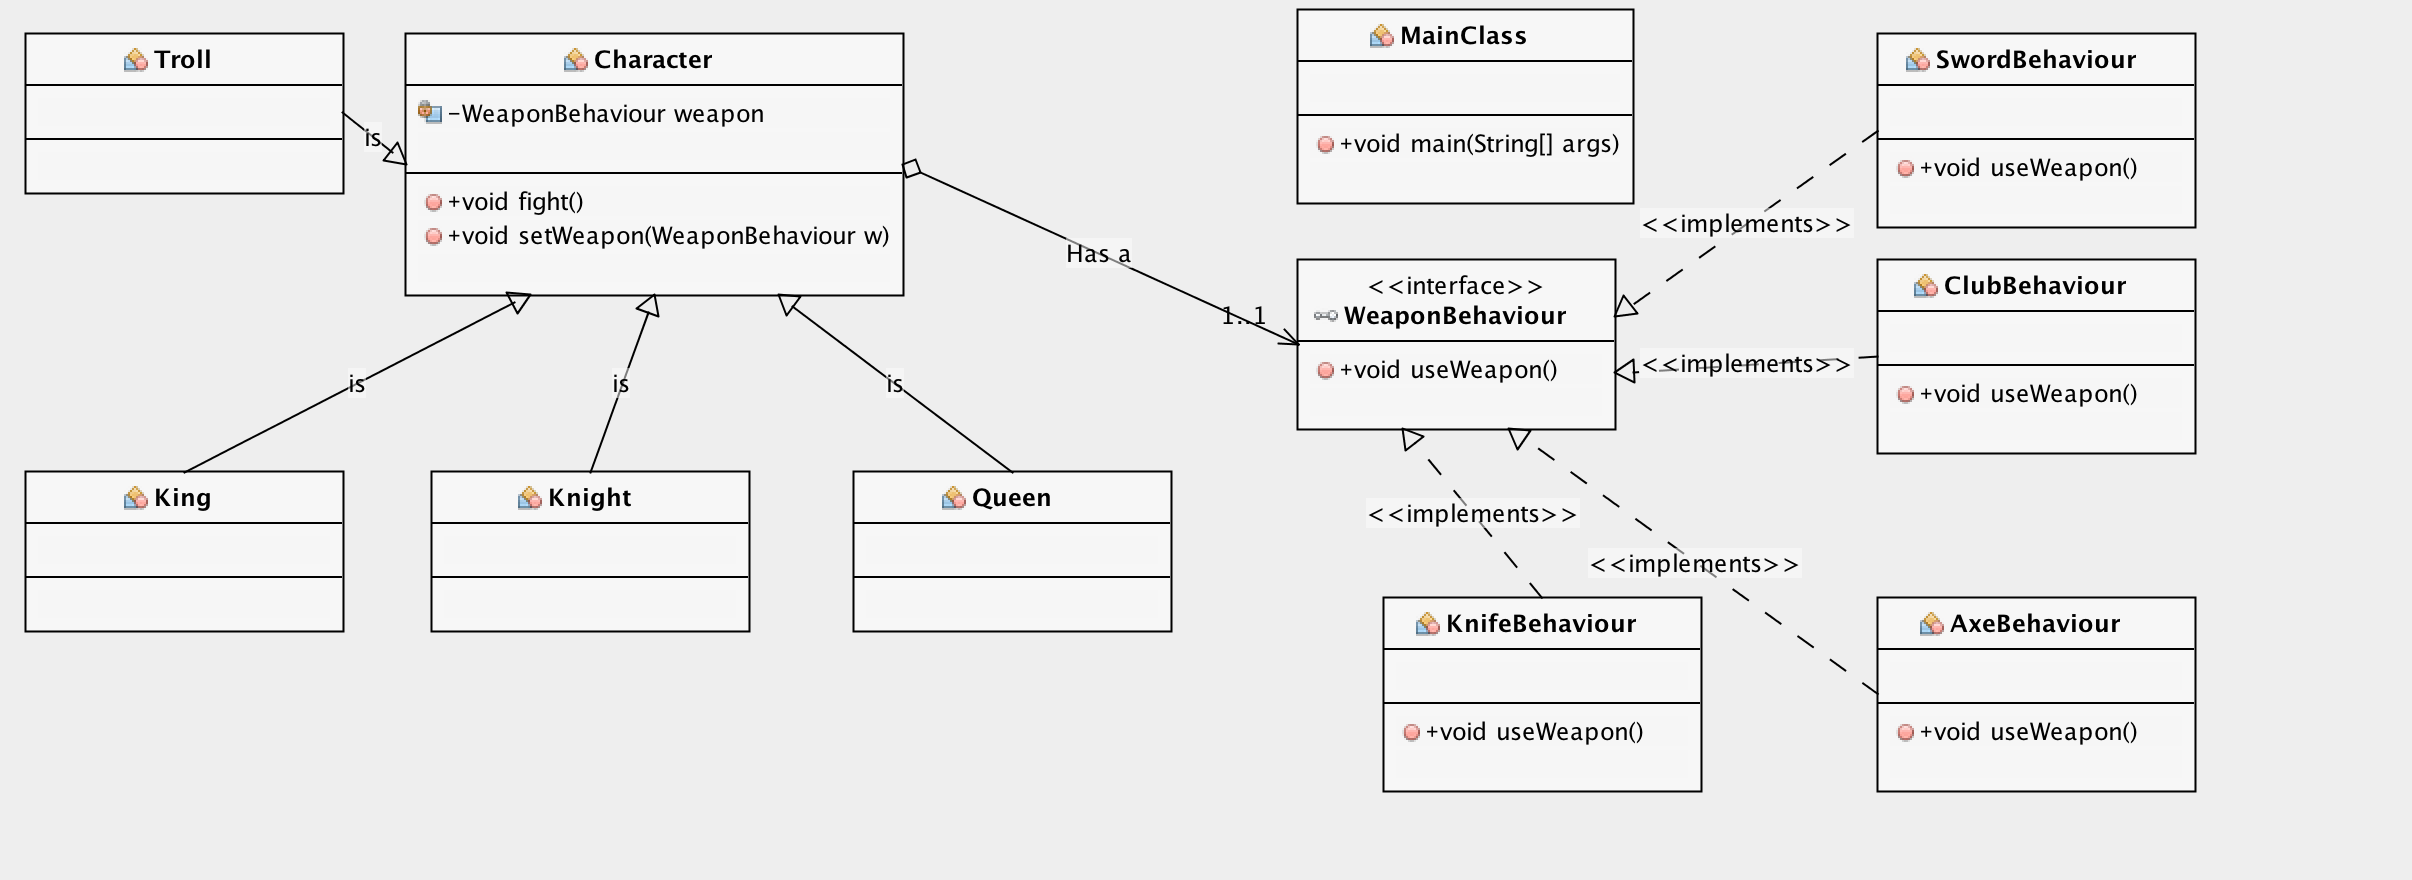 Troll
Character
-WeaponBehaviour weapon
+void fight()
+void setWeapon(WeaponBehaviour w)
is
Has a
1..1
MainClass
+void main(String[] args)
SwordBehaviour
+void useWeapon()
<<implements>>
<<interface>>
WeaponBehaviour
+void useWeapon()
<<implements>>
ClubBehaviour
+void useWeapon()
is
is
is
King
Knight
Queen
<<implements>>
<<implements>>
KnifeBehaviour
+void useWeapon()
AxeBehaviour
+void useWeapon()